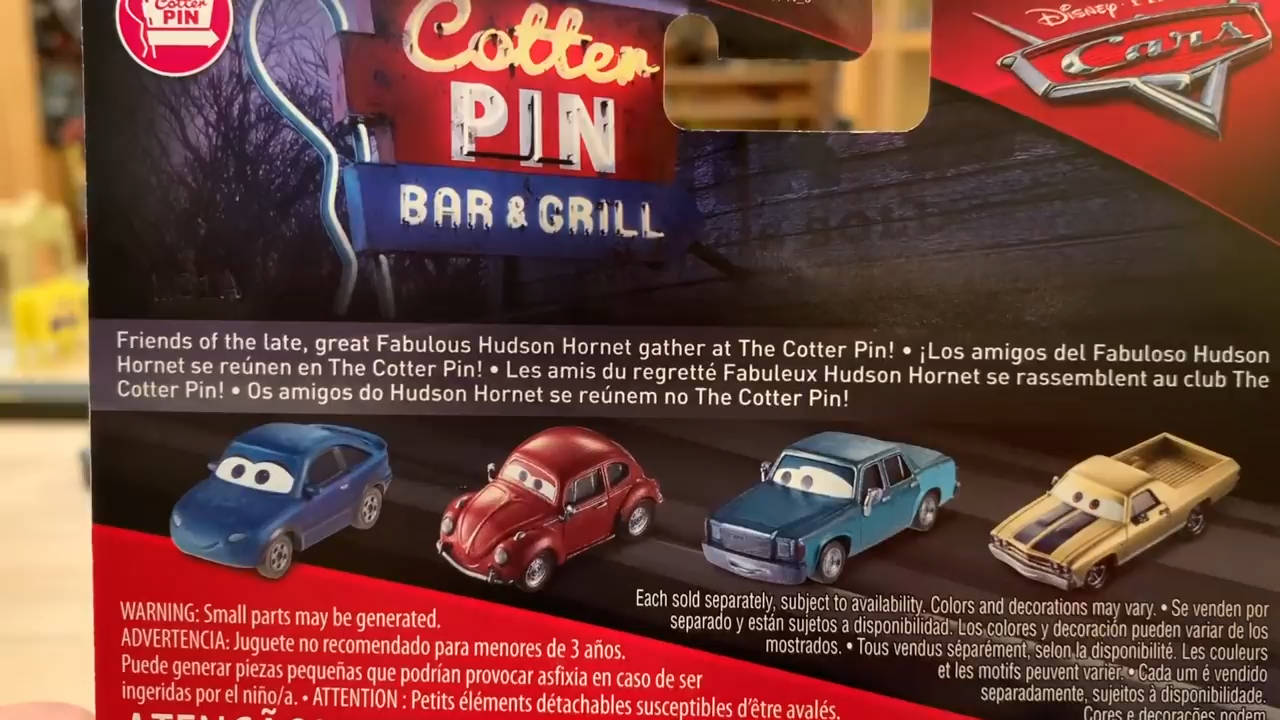 Cotter
PIN
Cotter
PIN
BAR & GRILL
DISNEY
Cars
Friends of the late, great Fabulous Hudson Hornet gather at The Cotter Pin! • ¡Los amigos del Fabuloso Hudson
Hornet se reúnen en The Cotter Pin! • Les amis du regretté Fabuleux Hudson Hornet se rassemblent au club The
Cotter Pin! • Os amigos do Hudson Hornet se reúnem no The Cotter Pin!
WARNING: Small parts may be generated.
ADVERTENCIA: Juguete no recomendado para menores de 3 años.
Puede generar piezas pequeñas que podrían provocar asfixia en caso de ser
ingeridas por el niño/a. • ATTENTION : Petits éléments détachables susceptibles d'être avalés.
ATENÇÃO
Each sold separately, subject to availability. Colors and decorations may vary. • Se venden por
separado y están sujetos a disponibilidad. Los colores y decoración pueden variar de los
mostrados. • Tous vendus séparément, selon la disponibilité. Les couleurs
et les motifs peuvent varier. • Cada um é vendido
separadamente, sujeitos à disponibilidade.
Cores e decorações podem